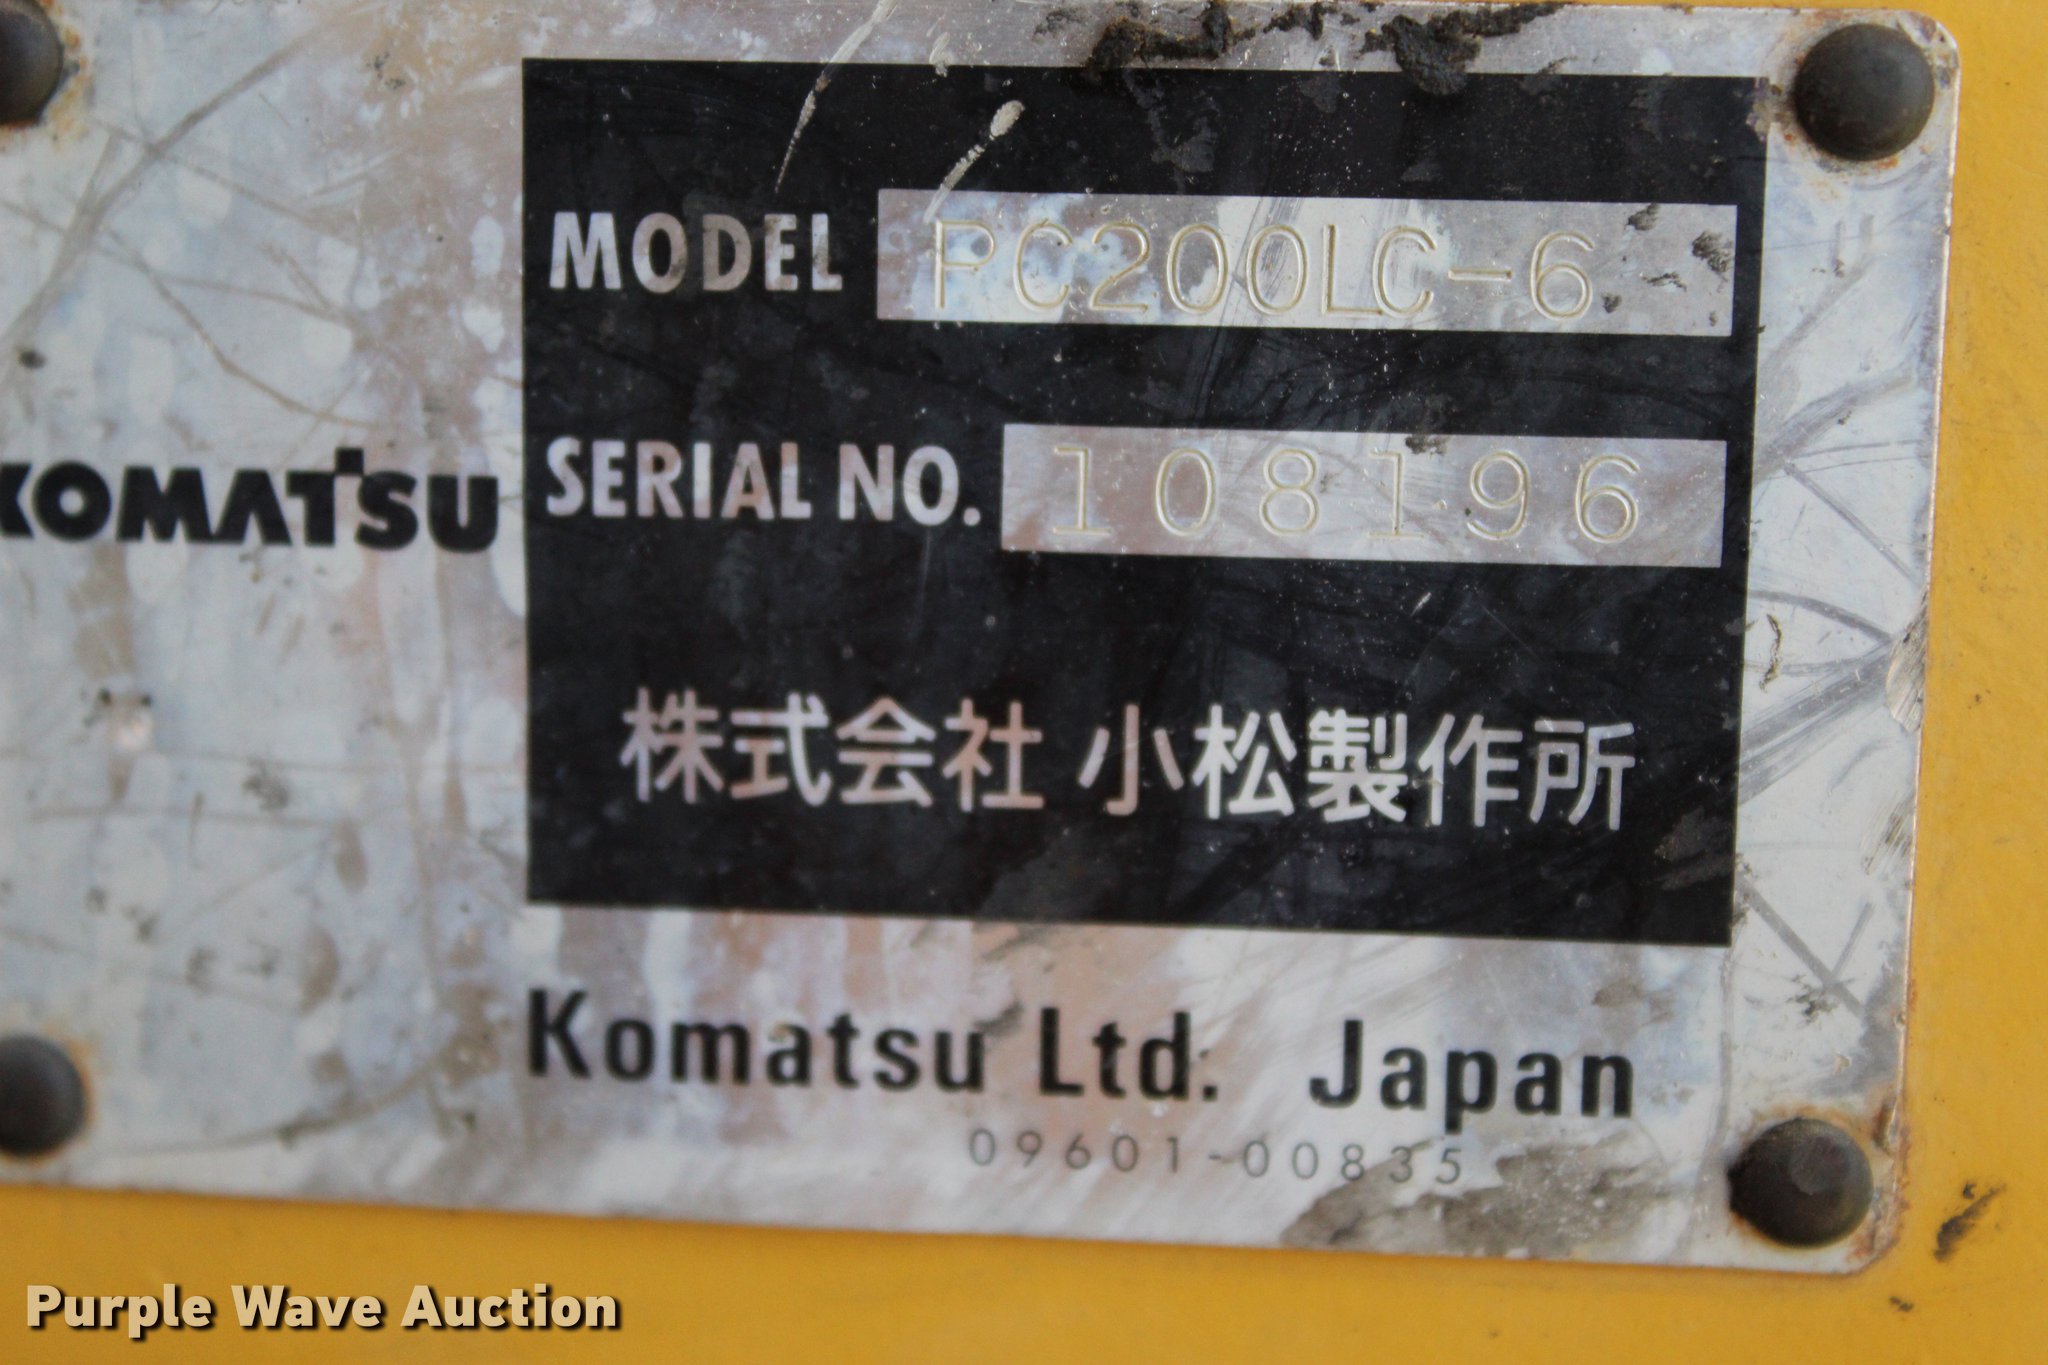 MODEL PC200LC-6
KOMATSU
SERIAL NO. 108196
株式会社 小松製作所
Komatsu Ltd. Japan
09601-00835
Purple Wave Auction